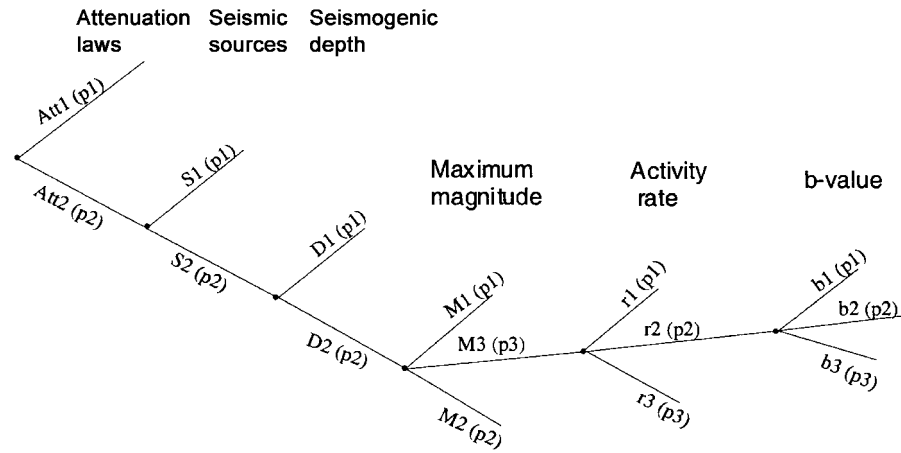 Attenuation
laws
Seismic
sources
Seismogenic
depth
Att1 (p1)
Att2 (p2)
S1 (p1)
S2 (p2)
D1 (p1)
D2 (p2)
Maximum
magnitude
M1 (p1)
M3 (p3)
M2 (p2)
Activity
rate
r1 (p1)
r2 (p2)
r3 (p3)
b-value
b1 (p1)
b2 (p2)
b3 (p3)